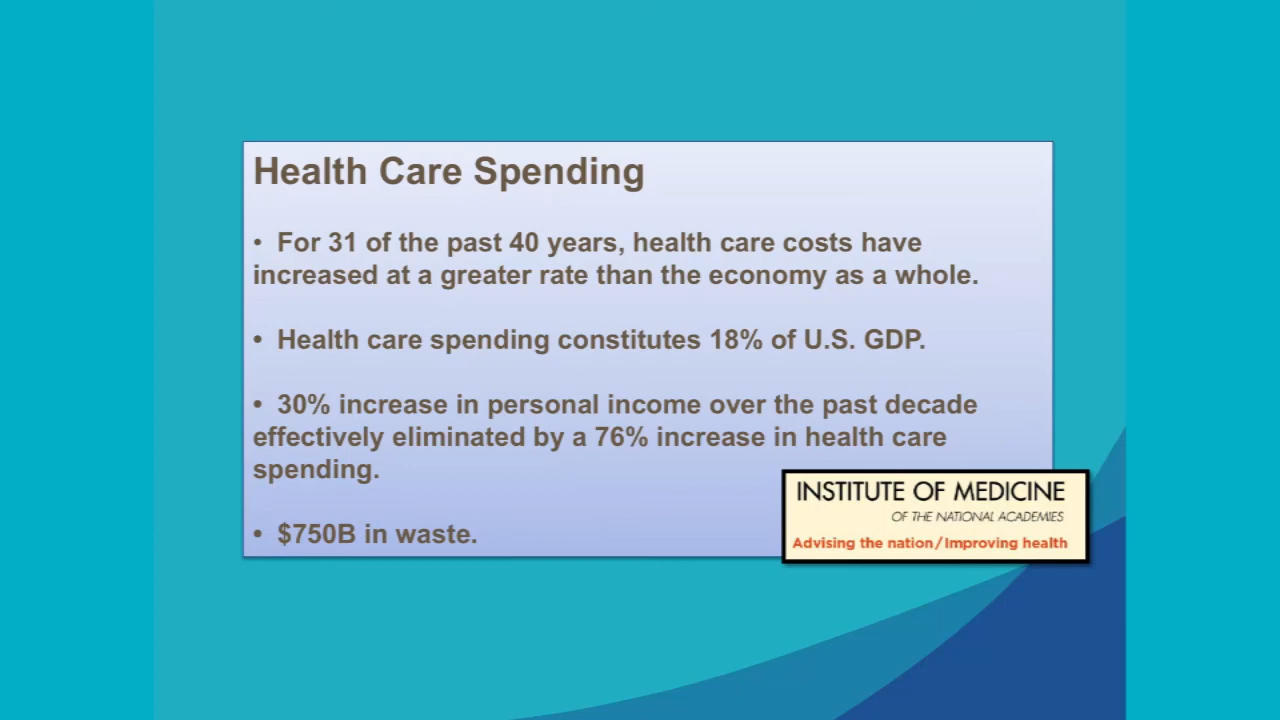 Health Care Spending
• For 31 of the past 40 years, health care costs have
increased at a greater rate than the economy as a whole.
• Health care spending constitutes 18% of U.S. GDP.
• 30% increase in personal income over the past decade
effectively eliminated by a 76% increase in health care
spending.
• $750B in waste.
INSTITUTE OF MEDICINE
OF THE NATIONAL ACADEMIES
Advising the nation/Improving health